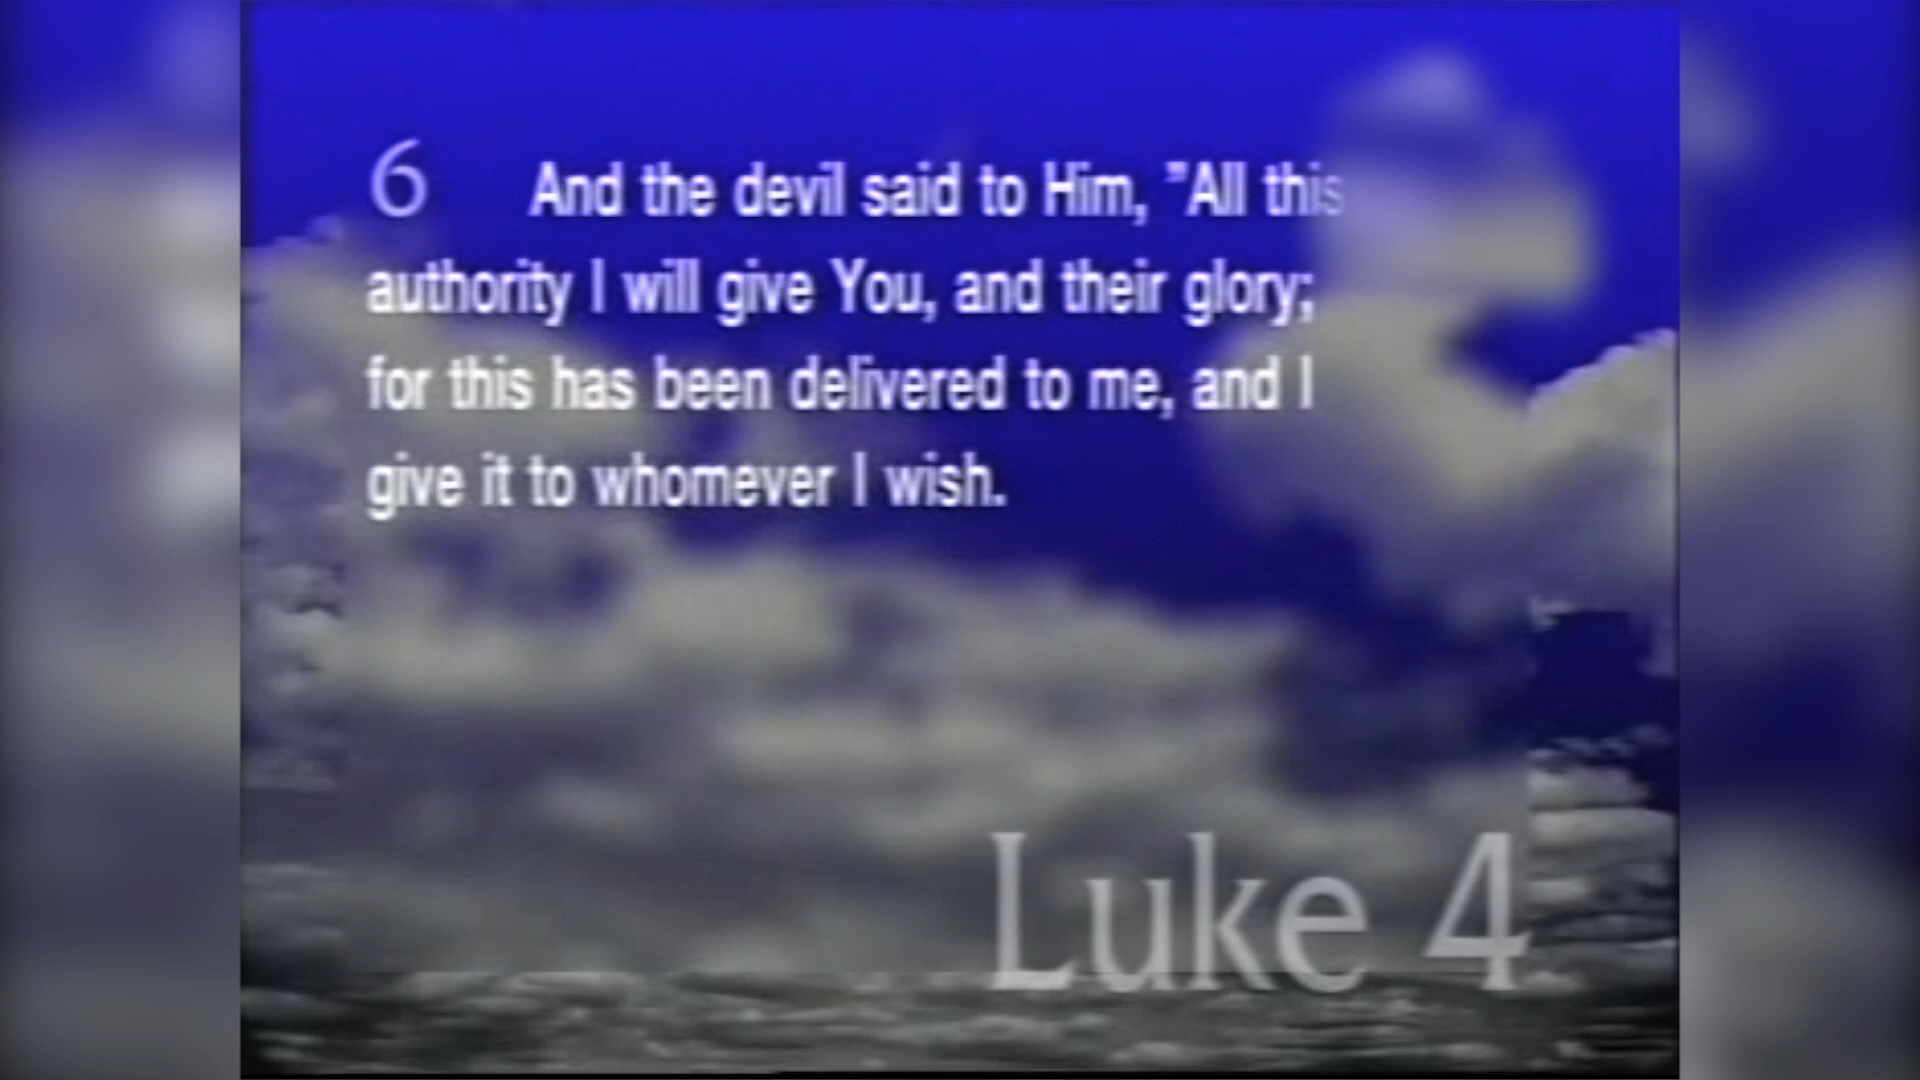 6 And the devil said to Him, "All this
authority I will give You, and their glory;
for this has been delivered to me, and I
give it to whomever I wish.
Luke 4